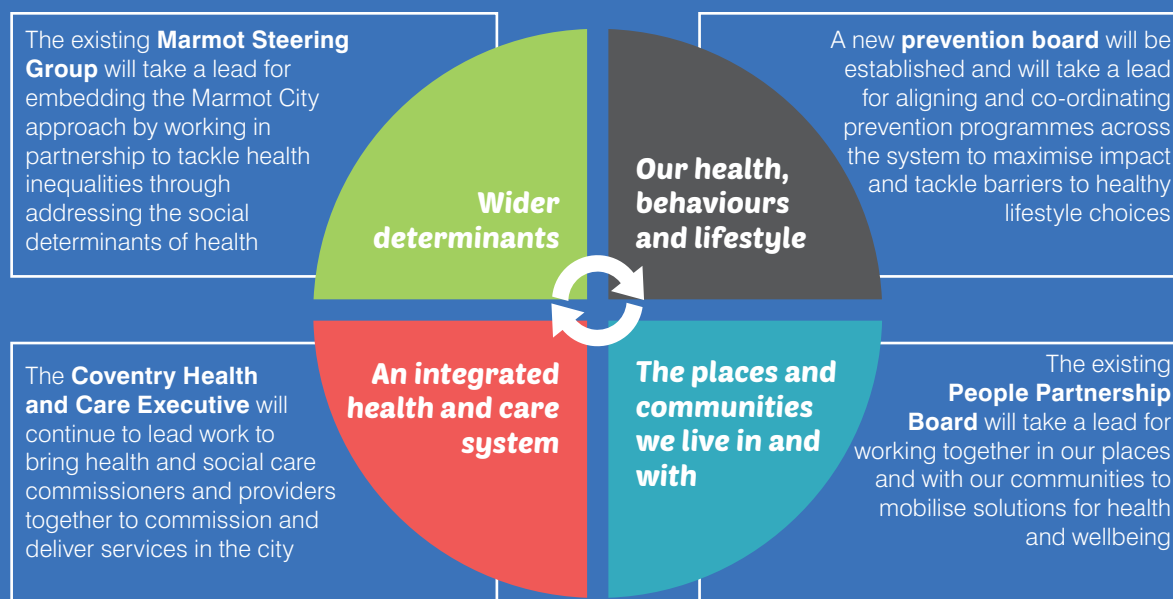 The existing Marmot Steering
Group will take a lead for
embedding the Marmot City
approach by working in
partnership to tackle health
inequalities through
addressing the social
determinants of health
Wider
determinants
Our health,
behaviours
and lifestyle
A new prevention board will be
established and will take a lead
for aligning and co-ordinating
prevention programmes across
the system to maximise impact
and tackle barriers to healthy
lifestyle choices
The Coventry Health
and Care Executive will
continue to lead work to
bring health and social care
commissioners and providers
together to commission and
deliver services in the city
An integrated
health and care
system
The places and
communities
we live in and
with
The existing
People Partnership
Board will take a lead for
working together in our places
and with our communities to
mobilise solutions for health
and wellbeing